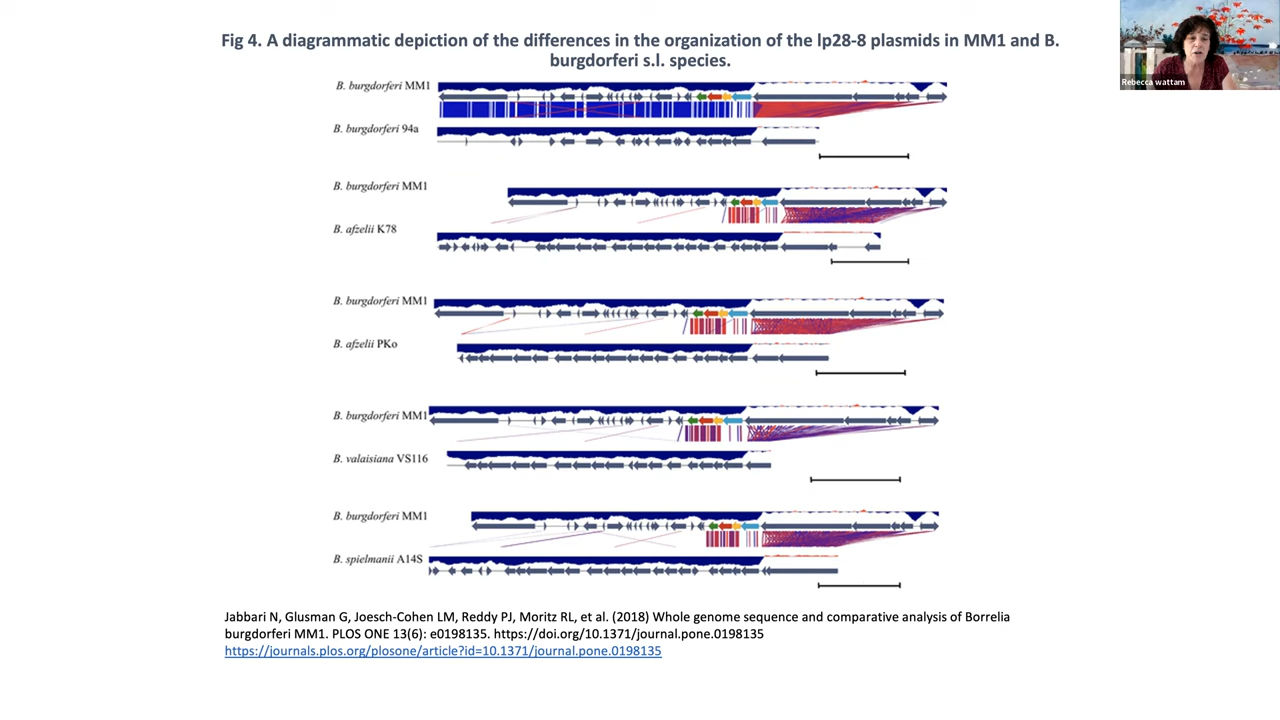 Fig 4. A diagrammatic depiction of the differences in the organization of the lp28-8 plasmids in MM1 and B.
burgdorferi s.l. species.
Rebecca wattam
B. burgdorferi MM1
B. burgdorferi 94a
B. burgdorferi MM1
B. afzelii K78
B. burgdorferi MM1
B. afzelii PKo
B. burgdorferi MM1
B. valaisiana VS116
B. burgdorferi MM1
B. spielmanii A14S
Jabbari N, Glusman G, Joesch-Cohen LM, Reddy PJ, Moritz RL, et al. (2018) Whole genome sequence and comparative analysis of Borrelia
burgdorferi MM1. PLOS ONE 13(6): e0198135. https://doi.org/10.1371/journal.pone.0198135
https://journals.plos.org/plosone/article?id=10.1371/journal.pone.0198135